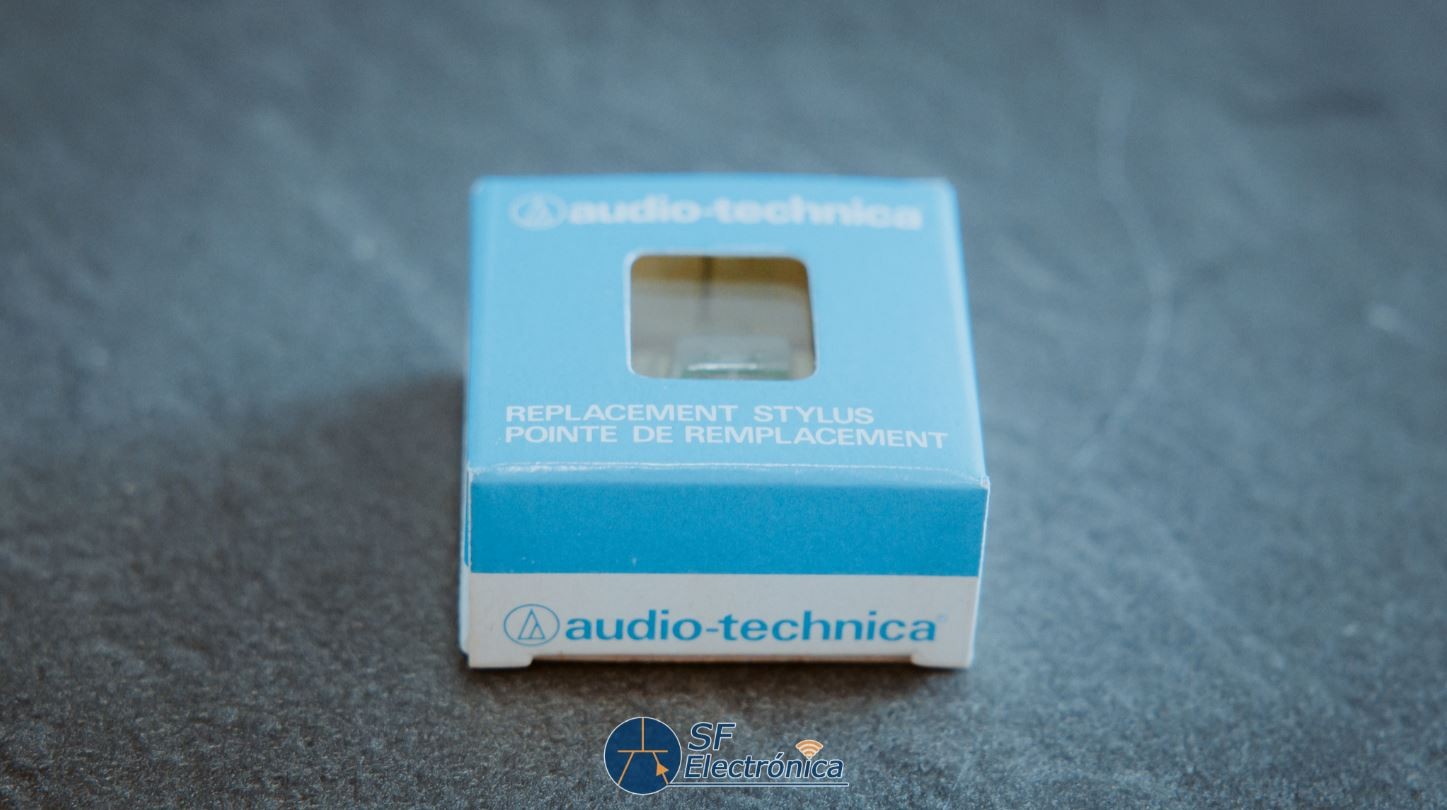 audio-technica
REPLACEMENT STYLUS
POINTE DE REMPLACEMENT
audio-technica
SF
Electrónica